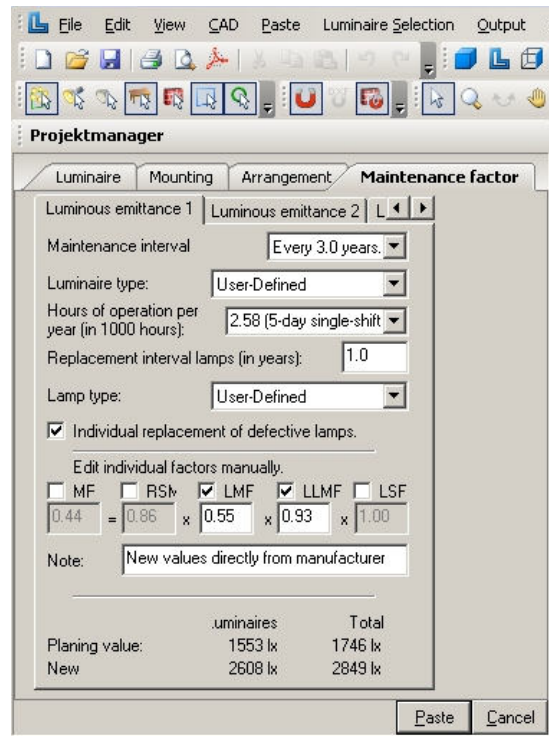 File Edit View CAD Paste Luminaire Selection Output
Projektmanager
Luminaire Mounting Arrangement Maintenance factor
Luminous emittance 1 Luminous emittance 2 L
Maintenance interval Every 3.0 years.
Luminaire type: User-Defined
Hours of operation per
year (in 1000 hours): 2.58 (5-day single-shift
Replacement interval lamps (in years): 1.0
Lamp type: User-Defined
Individual replacement of defective lamps.
Edit individual factors manually.
MF RSM LMF LLMF LSF
0.44 = 0.86 x 0.55 x 0.93 x 1.00
Note: New values directly from manufacturer
.uminaires Total
Planing value: 1553 lx 1746 lx
New 2608 lx 2849 lx
Paste Cancel